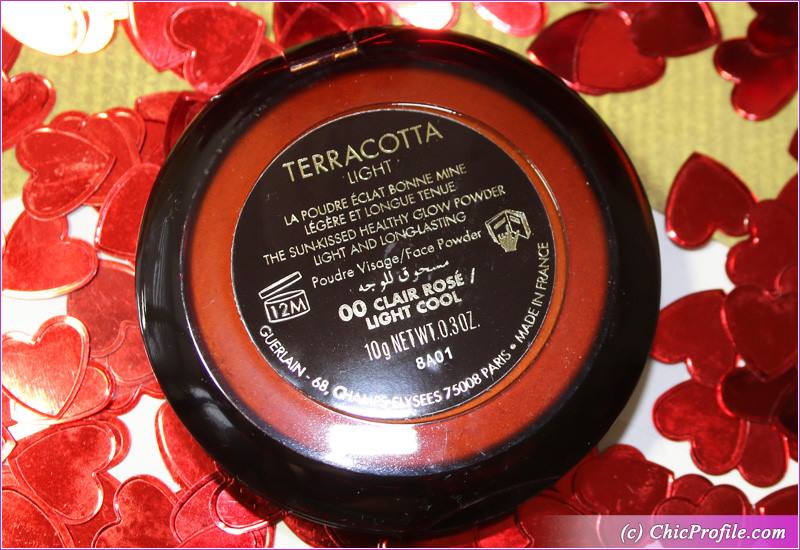 TERRACOTTA
LIGHT
LA POUDRE ÉCLAT BONNE MINE
LÉGÈRE ET LONGUE TENUE
THE SUN-KISSED HEALTHY GLOW POWDER
LIGHT AND LONG-LASTING
Poudre Visage/Face Powder
مسحوق للوجه
12M
00 CLAIR ROSÉ /
LIGHT COOL
10g NET WT. 0.3 OZ.
8A01
GUERLAIN - 68, CHAMPS-ELYSEES 75008 PARIS • MADE IN FRANCE
(c) ChicProfile.com